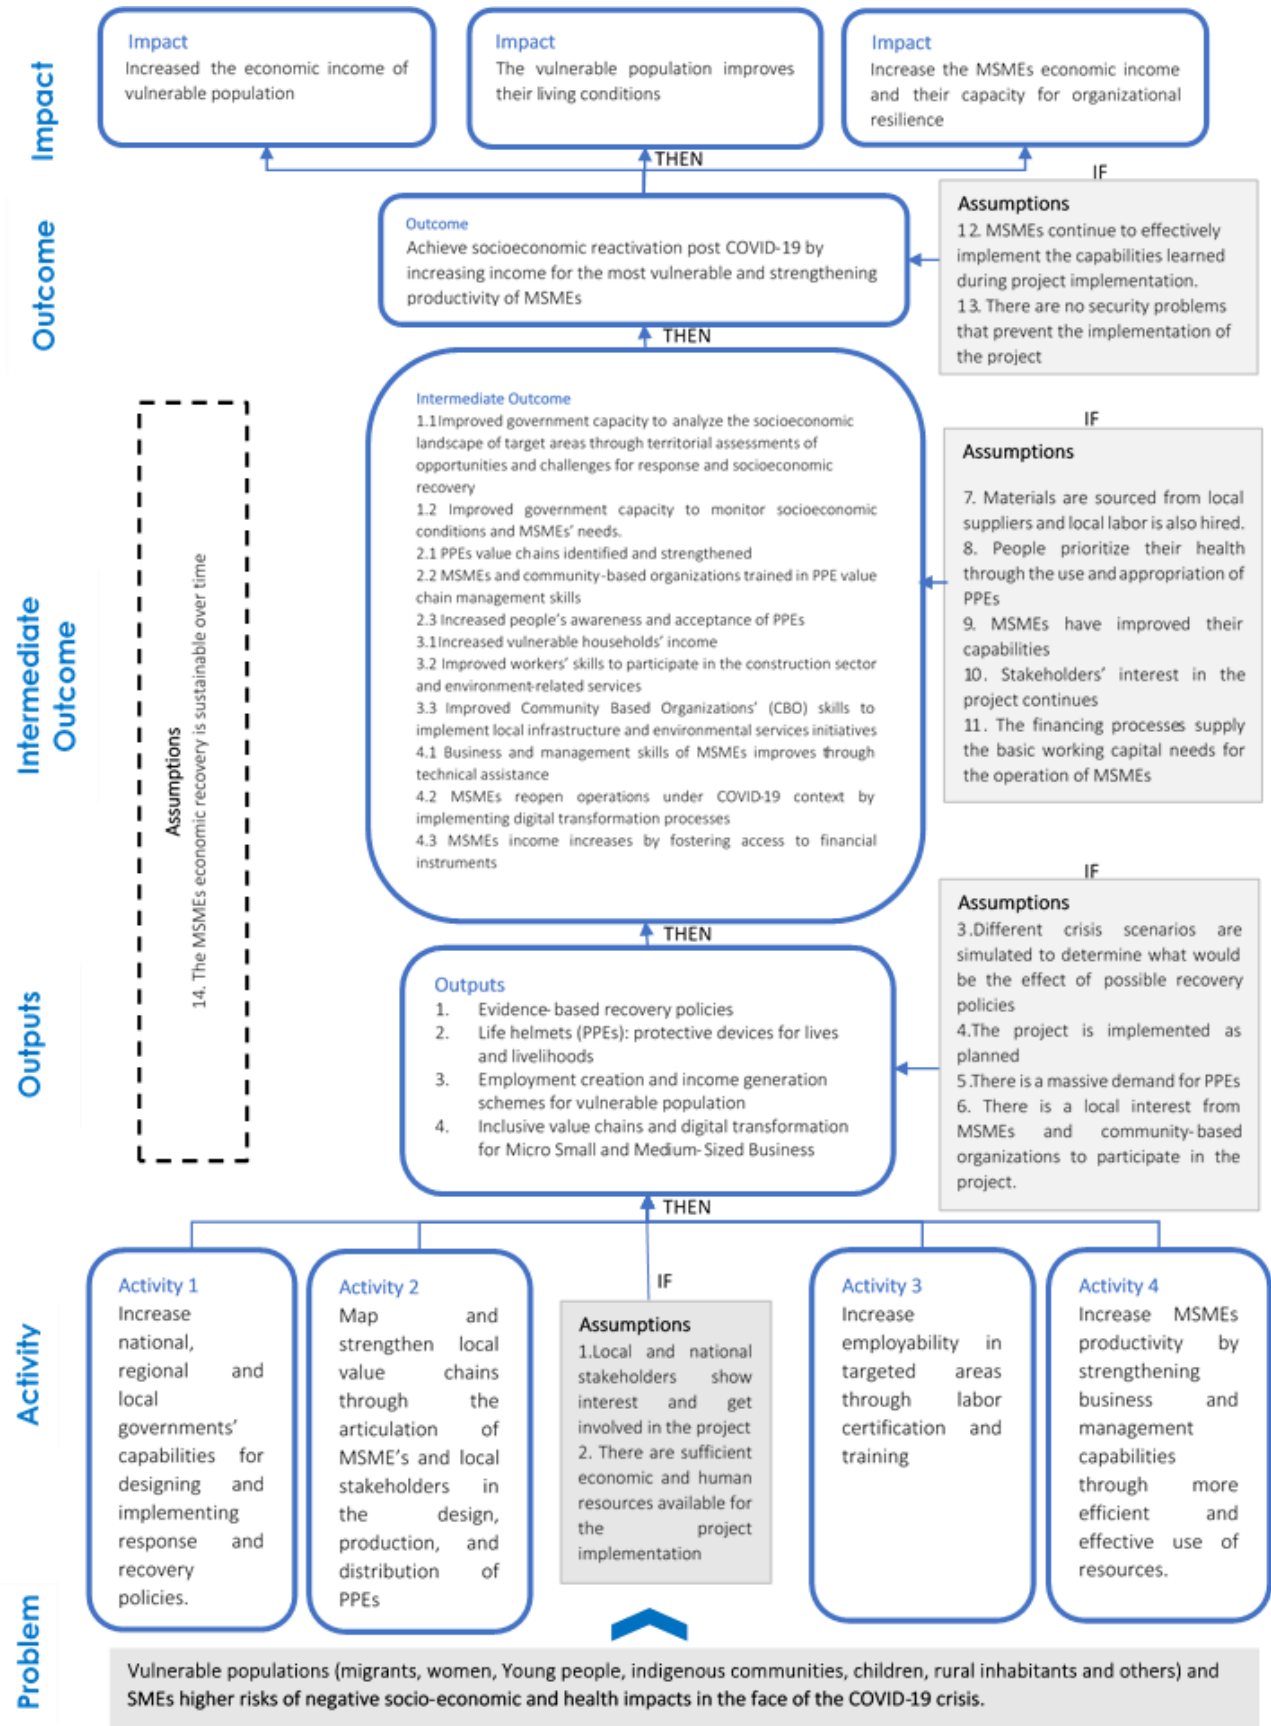 Impact
Impact
Increased the economic income of
vulnerable population
Impact
The vulnerable population improves
their living conditions
Impact
Increase the MSMEs economic income
and their capacity for organizational
resilience
THEN
IF
Outcome
Outcome
Achieve socioeconomic reactivation post COVID-19 by
increasing income for the most vulnerable and strengthening
productivity of MSMEs
Assumptions
12. MSMEs continue to effectively
implement the capabilities learned
during project implementation.
13. There are no security problems
that prevent the implementation of
the project
THEN
Intermediate
Outcome
Assumptions
14. The MSMEs economic recovery is sustainable over time
Intermediate Outcome
1.1Improved government capacity to analyze the socioeconomic
landscape of target areas through territorial assessments of
opportunities and challenges for response and socioeconomic
recovery
1.2 Improved government capacity to monitor socioeconomic
conditions and MSMEs' needs.
2.1 PPEs value chains identified and strengthened
2.2 MSMEs and community-based organizations trained in PPE value
chain management skills
2.3 Increased people's awareness and acceptance of PPEs
3.1Increased vulnerable households' income
3.2 Improved workers' skills to participate in the construction sector
and environment-related services
3.3 Improved Community Based Organizations' (CBO) skills to
implement local infrastructure and environmental services initiatives
4.1 Business and management skills of MSMEs improves through
technical assistance
4.2 MSMEs reopen operations under COVID-19 context by
implementing digital transformation processes
4.3 MSMEs income increases by fostering access to financial
instruments
IF
Assumptions
7. Materials are sourced from local
suppliers and local labor is also hired.
8. People prioritize their health
through the use and appropriation of
PPEs
9. MSMEs have improved their
capabilities
10. Stakeholders' interest in the
project continues
11. The financing processes supply
the basic working capital needs for
the operation of MSMEs
THEN
Outputs
Outputs
1. Evidence-based recovery policies
2. Life helmets (PPEs): protective devices for lives
and livelihoods
3. Employment creation and income generation
schemes for vulnerable population
4. Inclusive value chains and digital transformation
for Micro Small and Medium-Sized Business
IF
Assumptions
3.Different crisis scenarios are
simulated to determine what would
be the effect of possible recovery
policies
4.The project is implemented as
planned
5.There is a massive demand for PPEs
6. There is a local interest from
MSMEs and community-based
organizations to participate in the
project.
THEN
Activity
Activity 1
Increase
national,
regional and
local
governments'
capabilities for
designing and
implementing
response and
recovery
policies.
Activity 2
Map and
strengthen local
value chains
through the
articulation of
MSME's and local
stakeholders in
the design,
production, and
distribution of
PPEs
IF
Assumptions
1.Local and national
stakeholders show
interest and get
involved in the project
2. There are sufficient
economic and human
resources available for
the project
implementation
Activity 3
Increase
employability in
targeted areas
through labor
certification and
training
Activity 4
Increase MSMEs
productivity by
strengthening
business and
management
capabilities
through more
efficient and
effective use of
resources.
Problem
Vulnerable populations (migrants, women, Young people, indigenous communities, children, rural inhabitants and others) and
SMEs higher risks of negative socio-economic and health impacts in the face of the COVID-19 crisis.